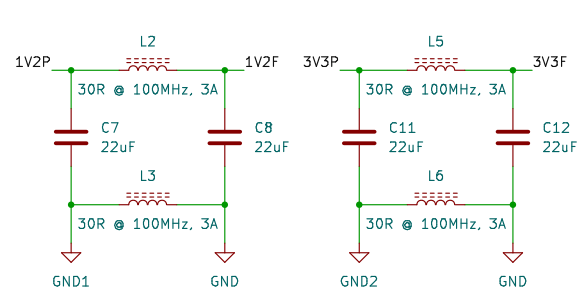 L2
1V2P
1V2F
30R @ 100MHz, 3A
C7
22uF
C8
22uF
L3
30R @ 100MHz, 3A
GND1
GND
L5
3V3P
3V3F
30R @ 100MHz, 3A
C11
22uF
C12
22uF
L6
30R @ 100MHz, 3A
GND2
GND